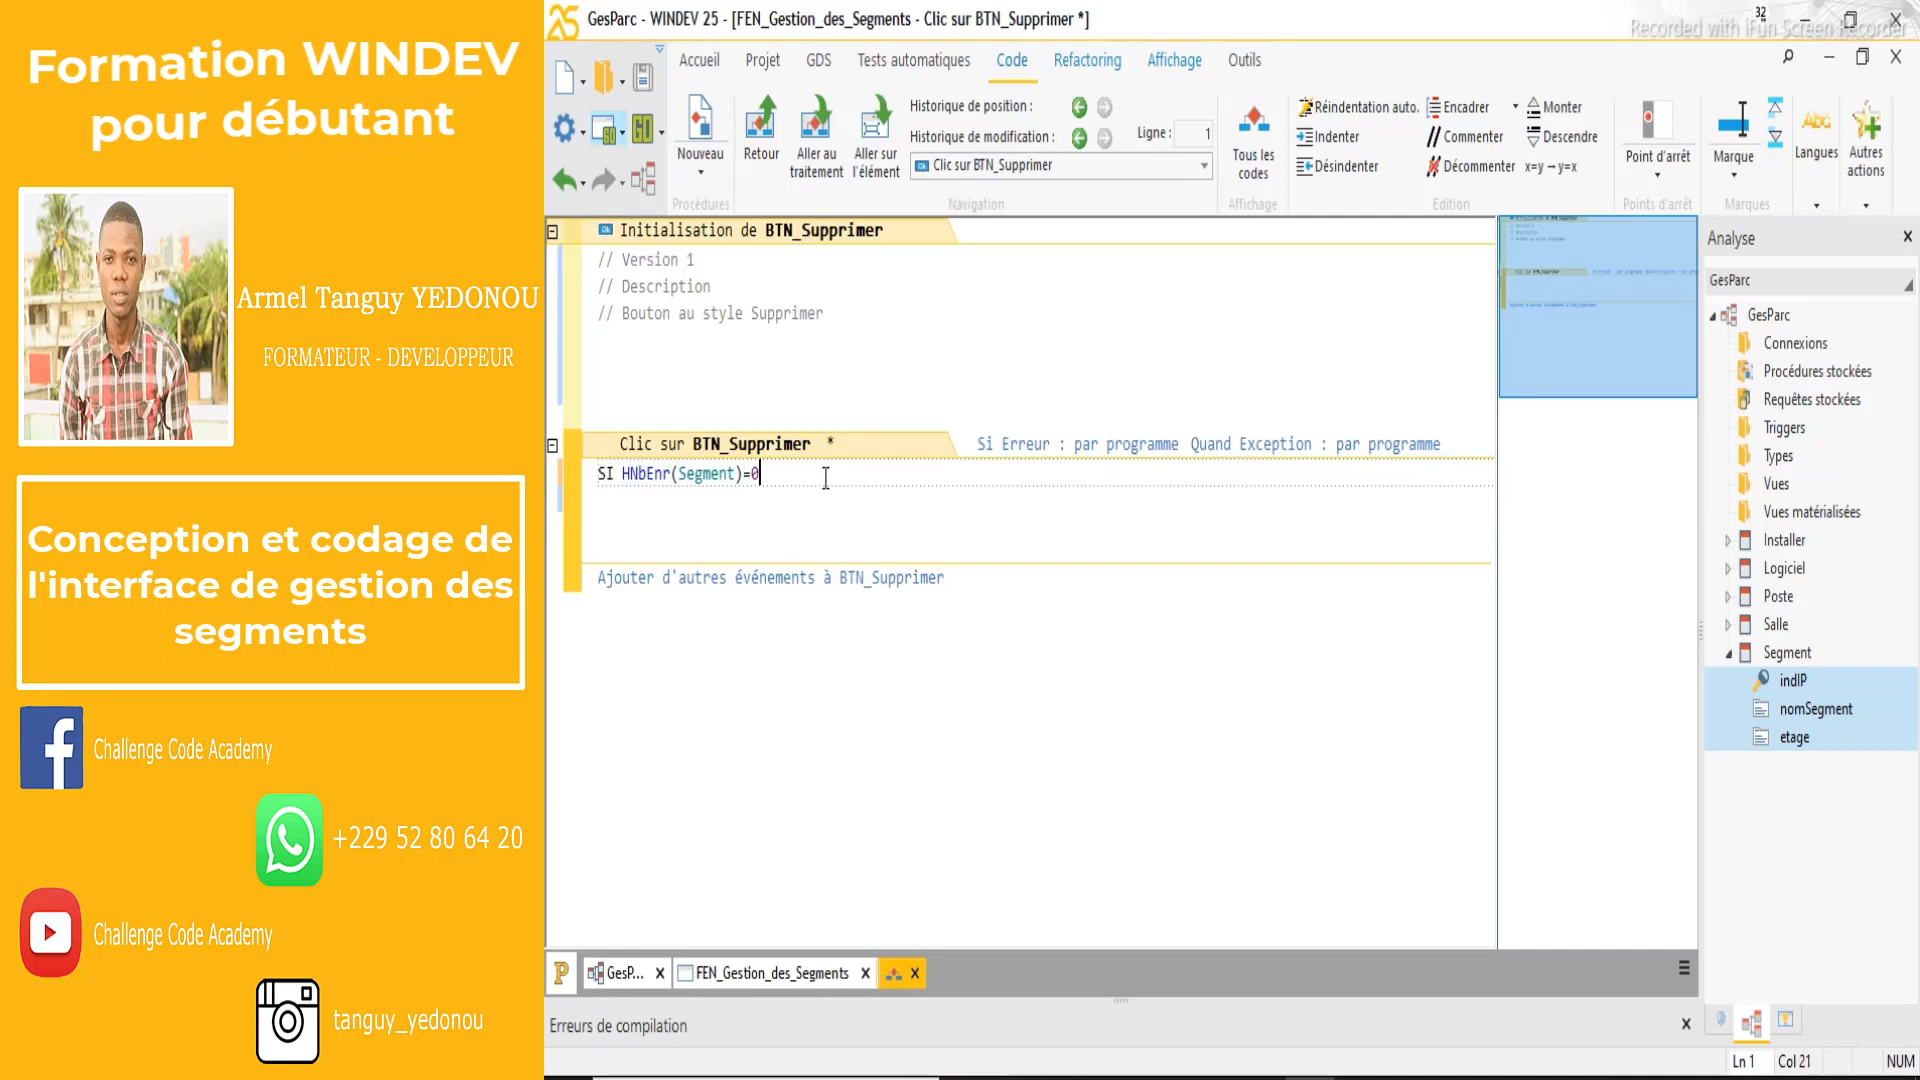 Formation WINDEV
pour débutant
Armel Tanguy YEDONOU
FORMATEUR - DEVELOPPEUR
Conception et codage de
l'interface de gestion des
segments
Challenge Code Academy
+229 52 80 64 20
Challenge Code Academy
tanguy_yedonou
GesParc - WINDEV 25 - [FEN_Gestion_des_Segments - Clic sur BTN_Supprimer *]
32
Recorded with iFun Screen Recorder
Accueil Projet GDS Tests automatiques Code Refactoring Affichage Outils
Nouveau
Procédures
Retour
Aller au
traitement
Aller sur
l'élément
Historique de position :
Historique de modification :
Ligne : 1
Clic sur BTN_Supprimer
Navigation
Tous les
codes
Affichage
Réindentation auto.
Indenter
Désindenter
Encadrer
Commenter
Décommenter
Monter
Descendre
x=y→y=x
Edition
Point d'arrêt
Points d'arrêt
Marque
Marques
Langues
Autres
actions
Initialisation de BTN_Supprimer
// Version 1
// Description
// Bouton au style Supprimer
Clic sur BTN_Supprimer *
Si Erreur : par programme Quand Exception : par programme
SI HNbEnr(Segment)=0
Ajouter d'autres événements à BTN_Supprimer
Analyse
GesParc
GesParc
Connexions
Procédures stockées
Requêtes stockées
Triggers
Types
Vues
Vues matérialisées
Installer
Logiciel
Poste
Salle
Segment
indIP
nomSegment
etage
GesP...
FEN_Gestion_des_Segments
Erreurs de compilation
Ln 1 Col 21 NUM